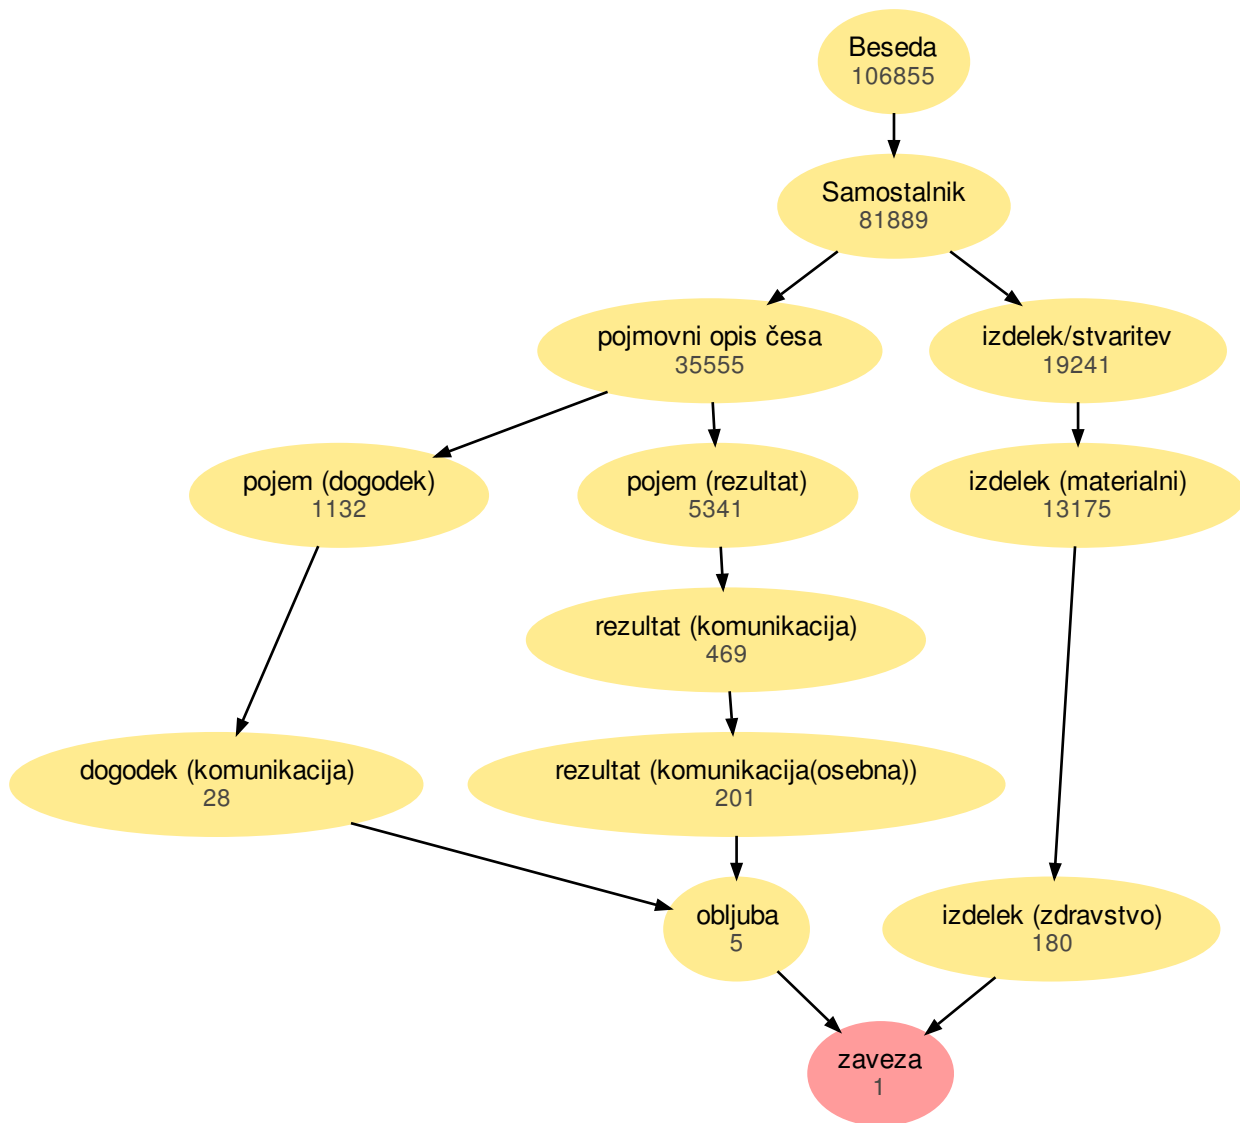 Beseda
106855
Samostalnik
81889
pojmovni opis česa
35555
izdelek/stvaritev
19241
pojem (dogodek)
1132
pojem (rezultat)
5341
izdelek (materialni)
13175
rezultat (komunikacija)
469
dogodek (komunikacija)
28
rezultat (komunikacija(osebna))
201
obljuba
5
izdelek (zdravstvo)
180
zaveza
1